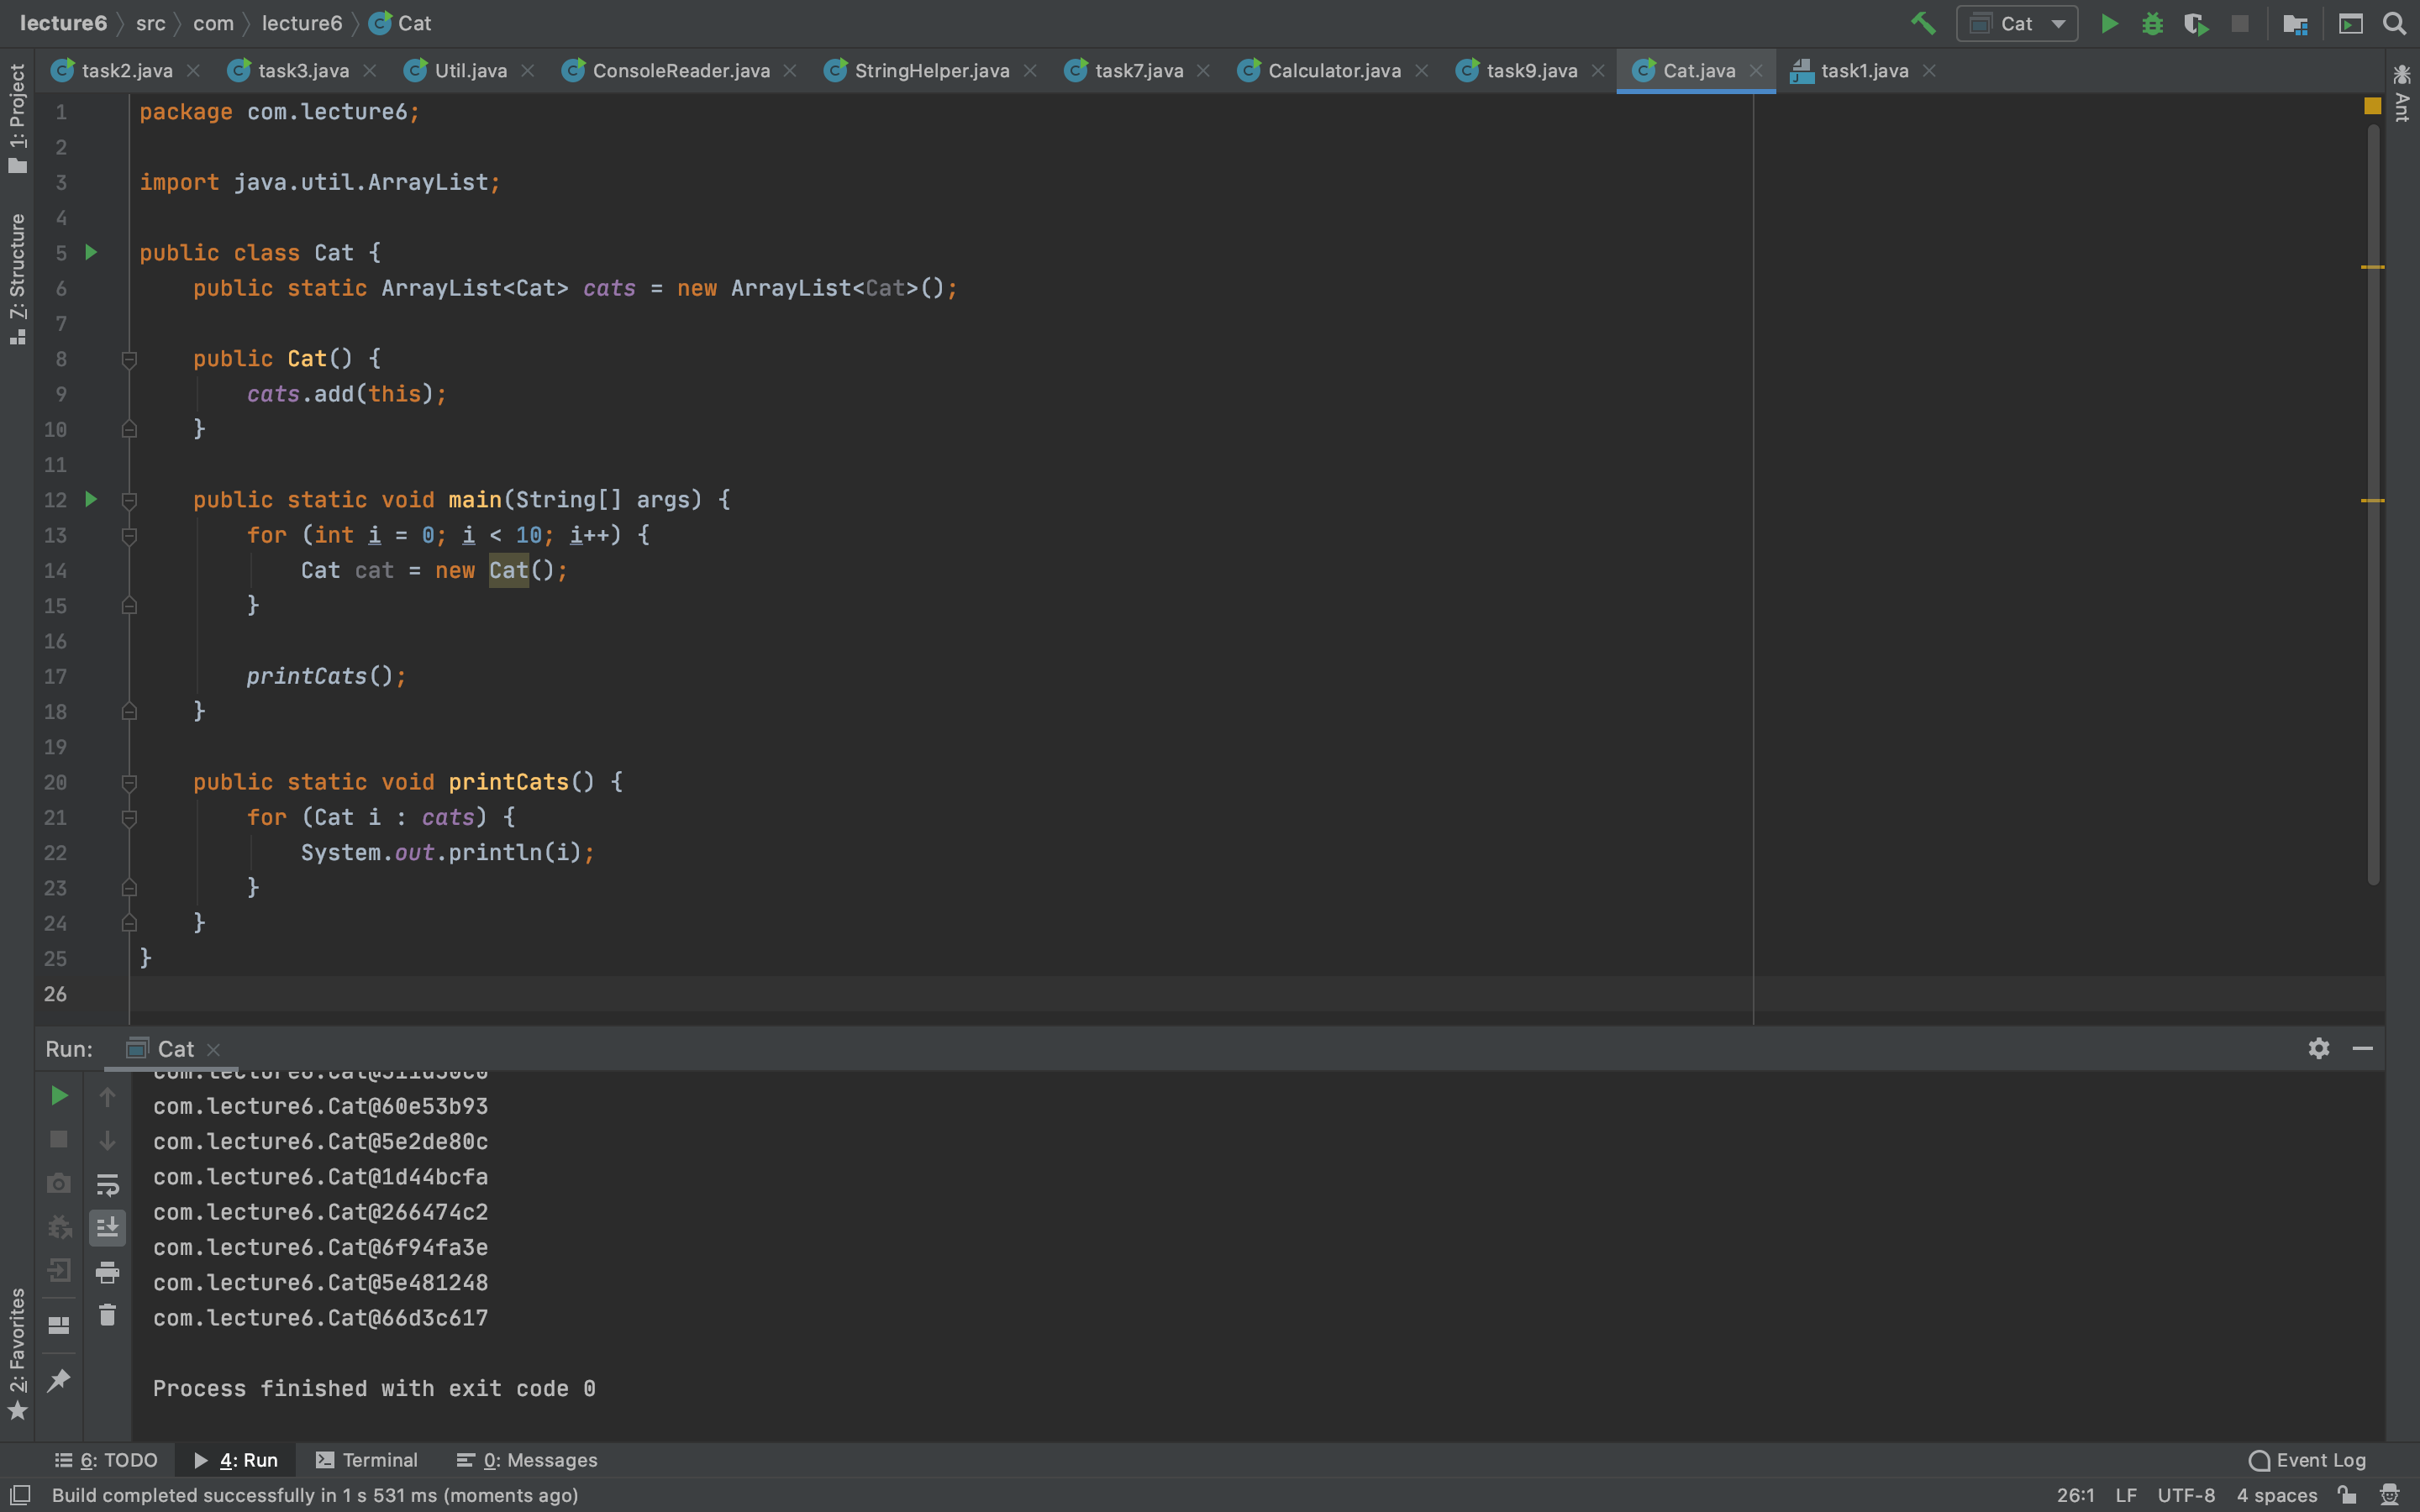 lecture6 src com lecture6 Cat
Cat
task2.java task3.java Util.java ConsoleReader.java StringHelper.java task7.java Calculator.java task9.java Cat.java task1.java
1: Project
7: Structure
2: Favorites
Ant
1 package com.lecture6;
2
3 import java.util.ArrayList;
4
5 public class Cat {
6 public static ArrayList<Cat> cats = new ArrayList<Cat>();
7
8 public Cat() {
9 cats.add(this);
10 }
11
12 public static void main(String[] args) {
13 for (int i = 0; i < 10; i++) {
14 Cat cat = new Cat();
15 }
16
17 printCats();
18 }
19
20 public static void printCats() {
21 for (Cat i : cats) {
22 System.out.println(i);
23 }
24 }
25 }
26
Run: Cat
com.lecture6.Cat@511d50c0
com.lecture6.Cat@60e53b93
com.lecture6.Cat@5e2de80c
com.lecture6.Cat@1d44bcfa
com.lecture6.Cat@266474c2
com.lecture6.Cat@6f94fa3e
com.lecture6.Cat@5e481248
com.lecture6.Cat@66d3c617
Process finished with exit code 0
6: TODO 4: Run Terminal 0: Messages Event Log
Build completed successfully in 1 s 531 ms (moments ago) 26:1 LF UTF-8 4 spaces